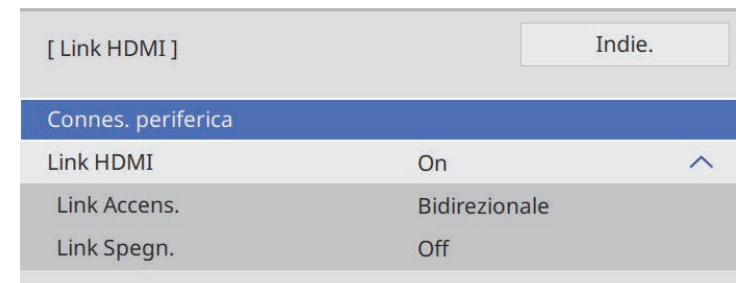 [ Link HDMI ] Indie.
Connes. periferica
Link HDMI On
Link Accens. Bidirezionale
Link Spegn. Off